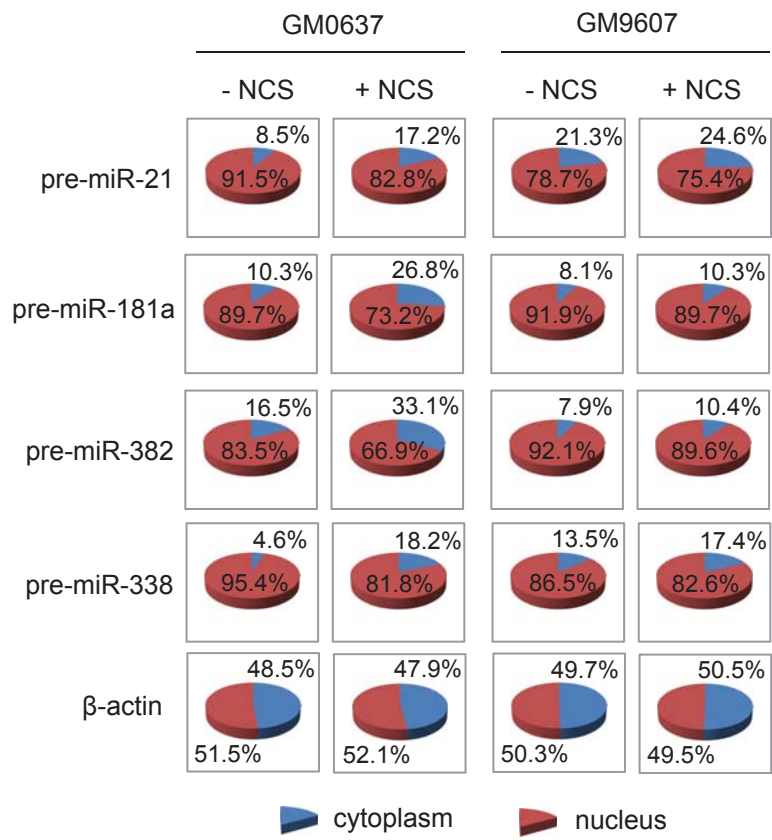 GM0637 GM9607
- NCS + NCS - NCS + NCS
8.5% 17.2% 21.3% 24.6%
pre-miR-21 91.5% 82.8% 78.7% 75.4%
10.3% 26.8% 8.1% 10.3%
pre-miR-181a 89.7% 73.2% 91.9% 89.7%
16.5% 33.1% 7.9% 10.4%
pre-miR-382 83.5% 66.9% 92.1% 89.6%
4.6% 18.2% 13.5% 17.4%
pre-miR-338 95.4% 81.8% 86.5% 82.6%
48.5% 47.9% 49.7% 50.5%
β-actin
51.5% 52.1% 50.3% 49.5%
cytoplasm nucleus